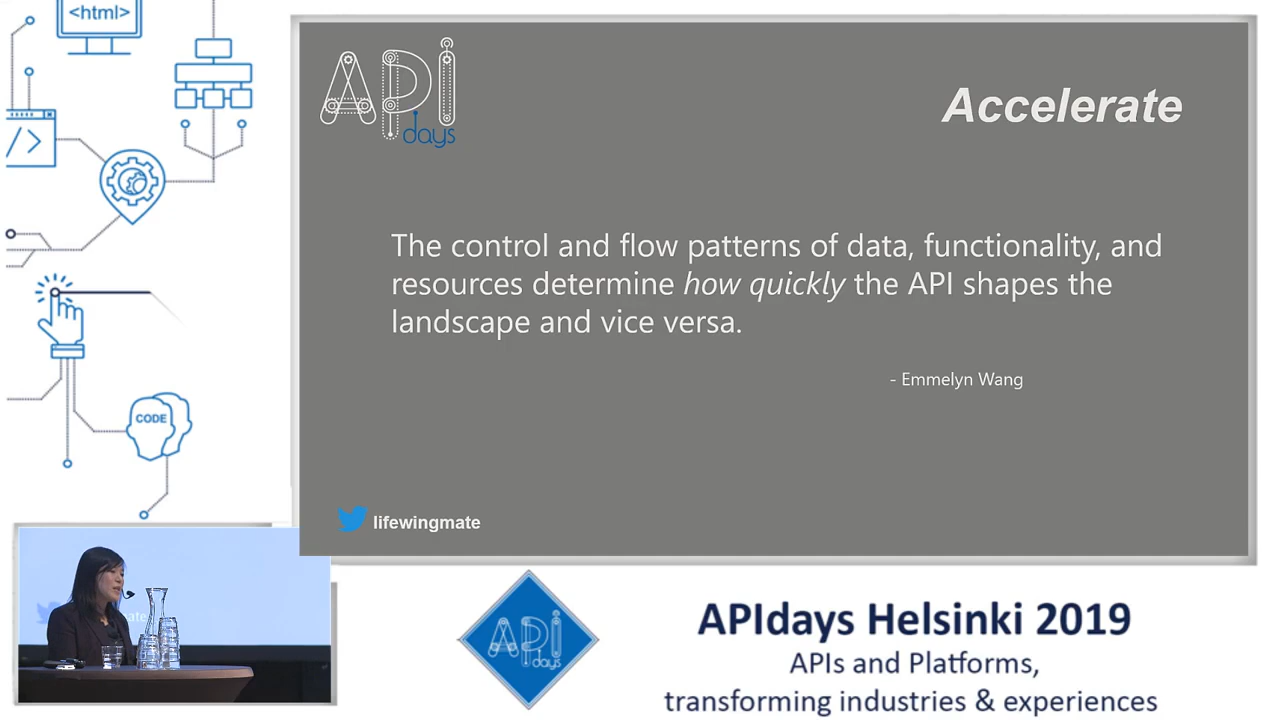 <html>
API
days
Accelerate
</>
The control and flow patterns of data, functionality, and
resources determine how quickly the API shapes the
landscape and vice versa.
- Emmelyn Wang
CODE
lifewingmate
mate
API
days
APIdays Helsinki 2019
APIs and Platforms,
transforming industries & experiences